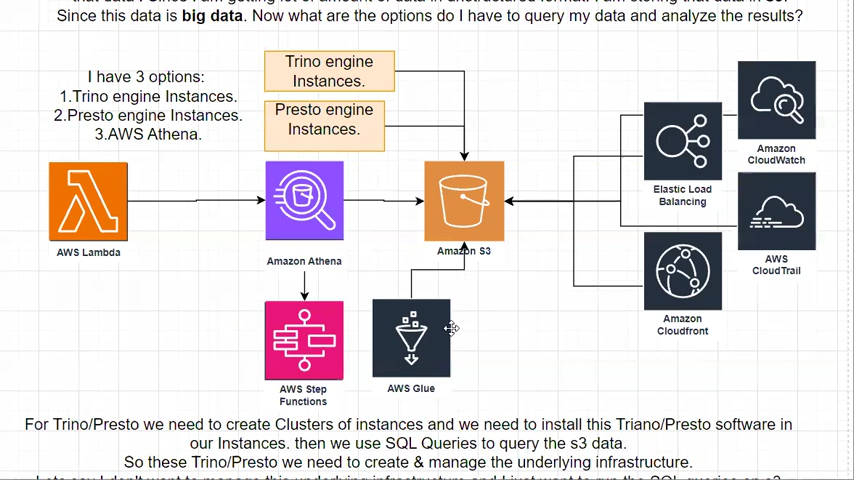 Since this data is big data. Now what are the options do I have to query my data and analyze the results?
I have 3 options:
1.Trino engine Instances.
2.Presto engine Instances.
3.AWS Athena.
Trino engine
Instances.
Presto engine
Instances.
AWS Lambda
Amazon Athena
Amazon S3
Elastic Load
Balancing
Amazon
CloudWatch
AWS
CloudTrail
Amazon
Cloudfront
AWS Step
Functions
AWS Glue
For Trino/Presto we need to create Clusters of instances and we need to install this Triano/Presto software in
our Instances. then we use SQL Queries to query the s3 data.
So these Trino/Presto we need to create & manage the underlying infrastructure.